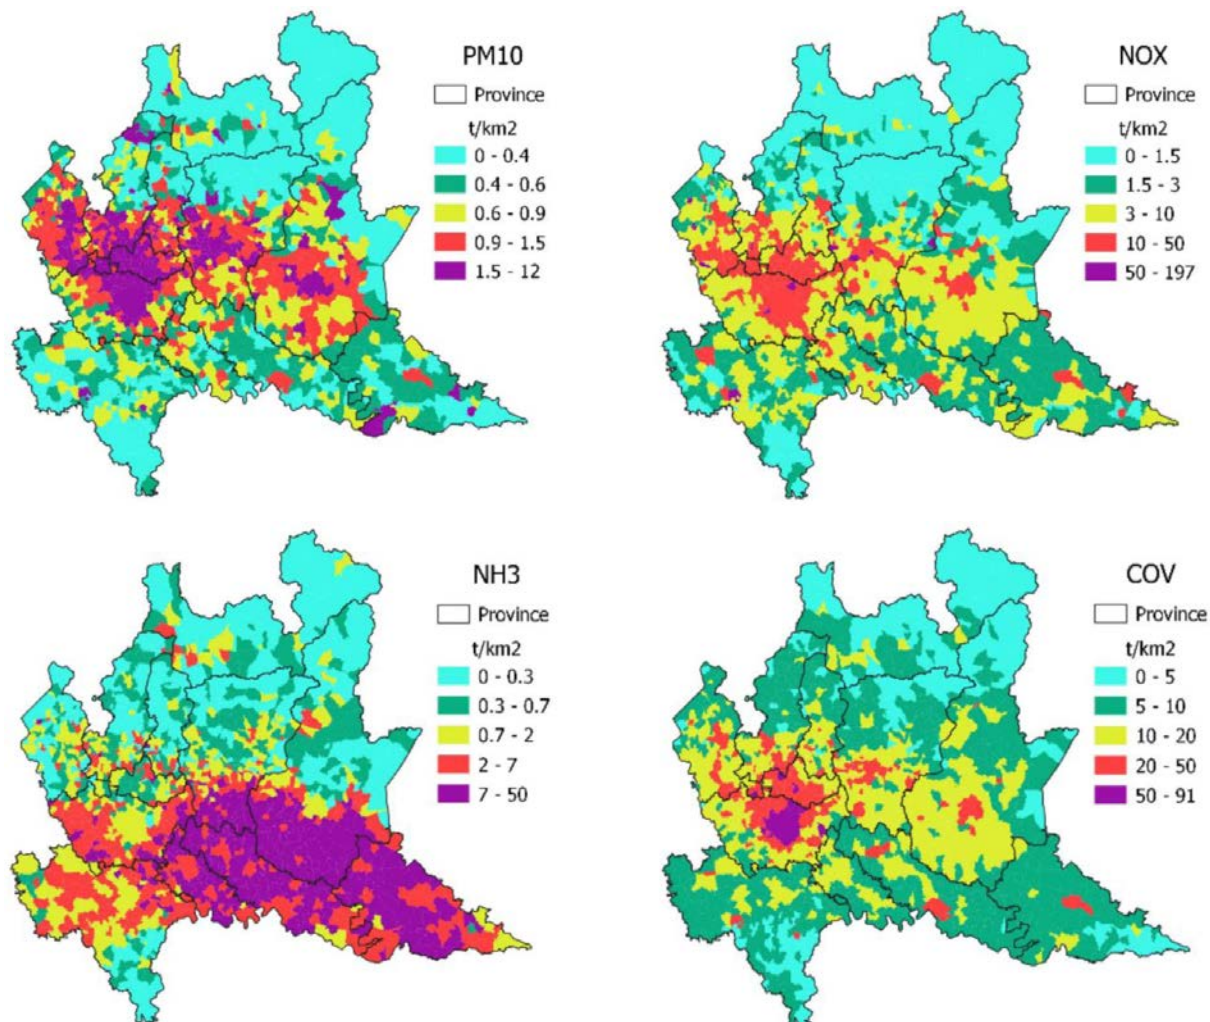 PM10
Province
t/km2
0 - 0.4
0.4 - 0.6
0.6 - 0.9
0.9 - 1.5
1.5 - 12
NOX
Province
t/km2
0 - 1.5
1.5 - 3
3 - 10
10 - 50
50 - 197
NH3
Province
t/km2
0 - 0.3
0.3 - 0.7
0.7 - 2
2 - 7
7 - 50
COV
Province
t/km2
0 - 5
5 - 10
10 - 20
20 - 50
50 - 91